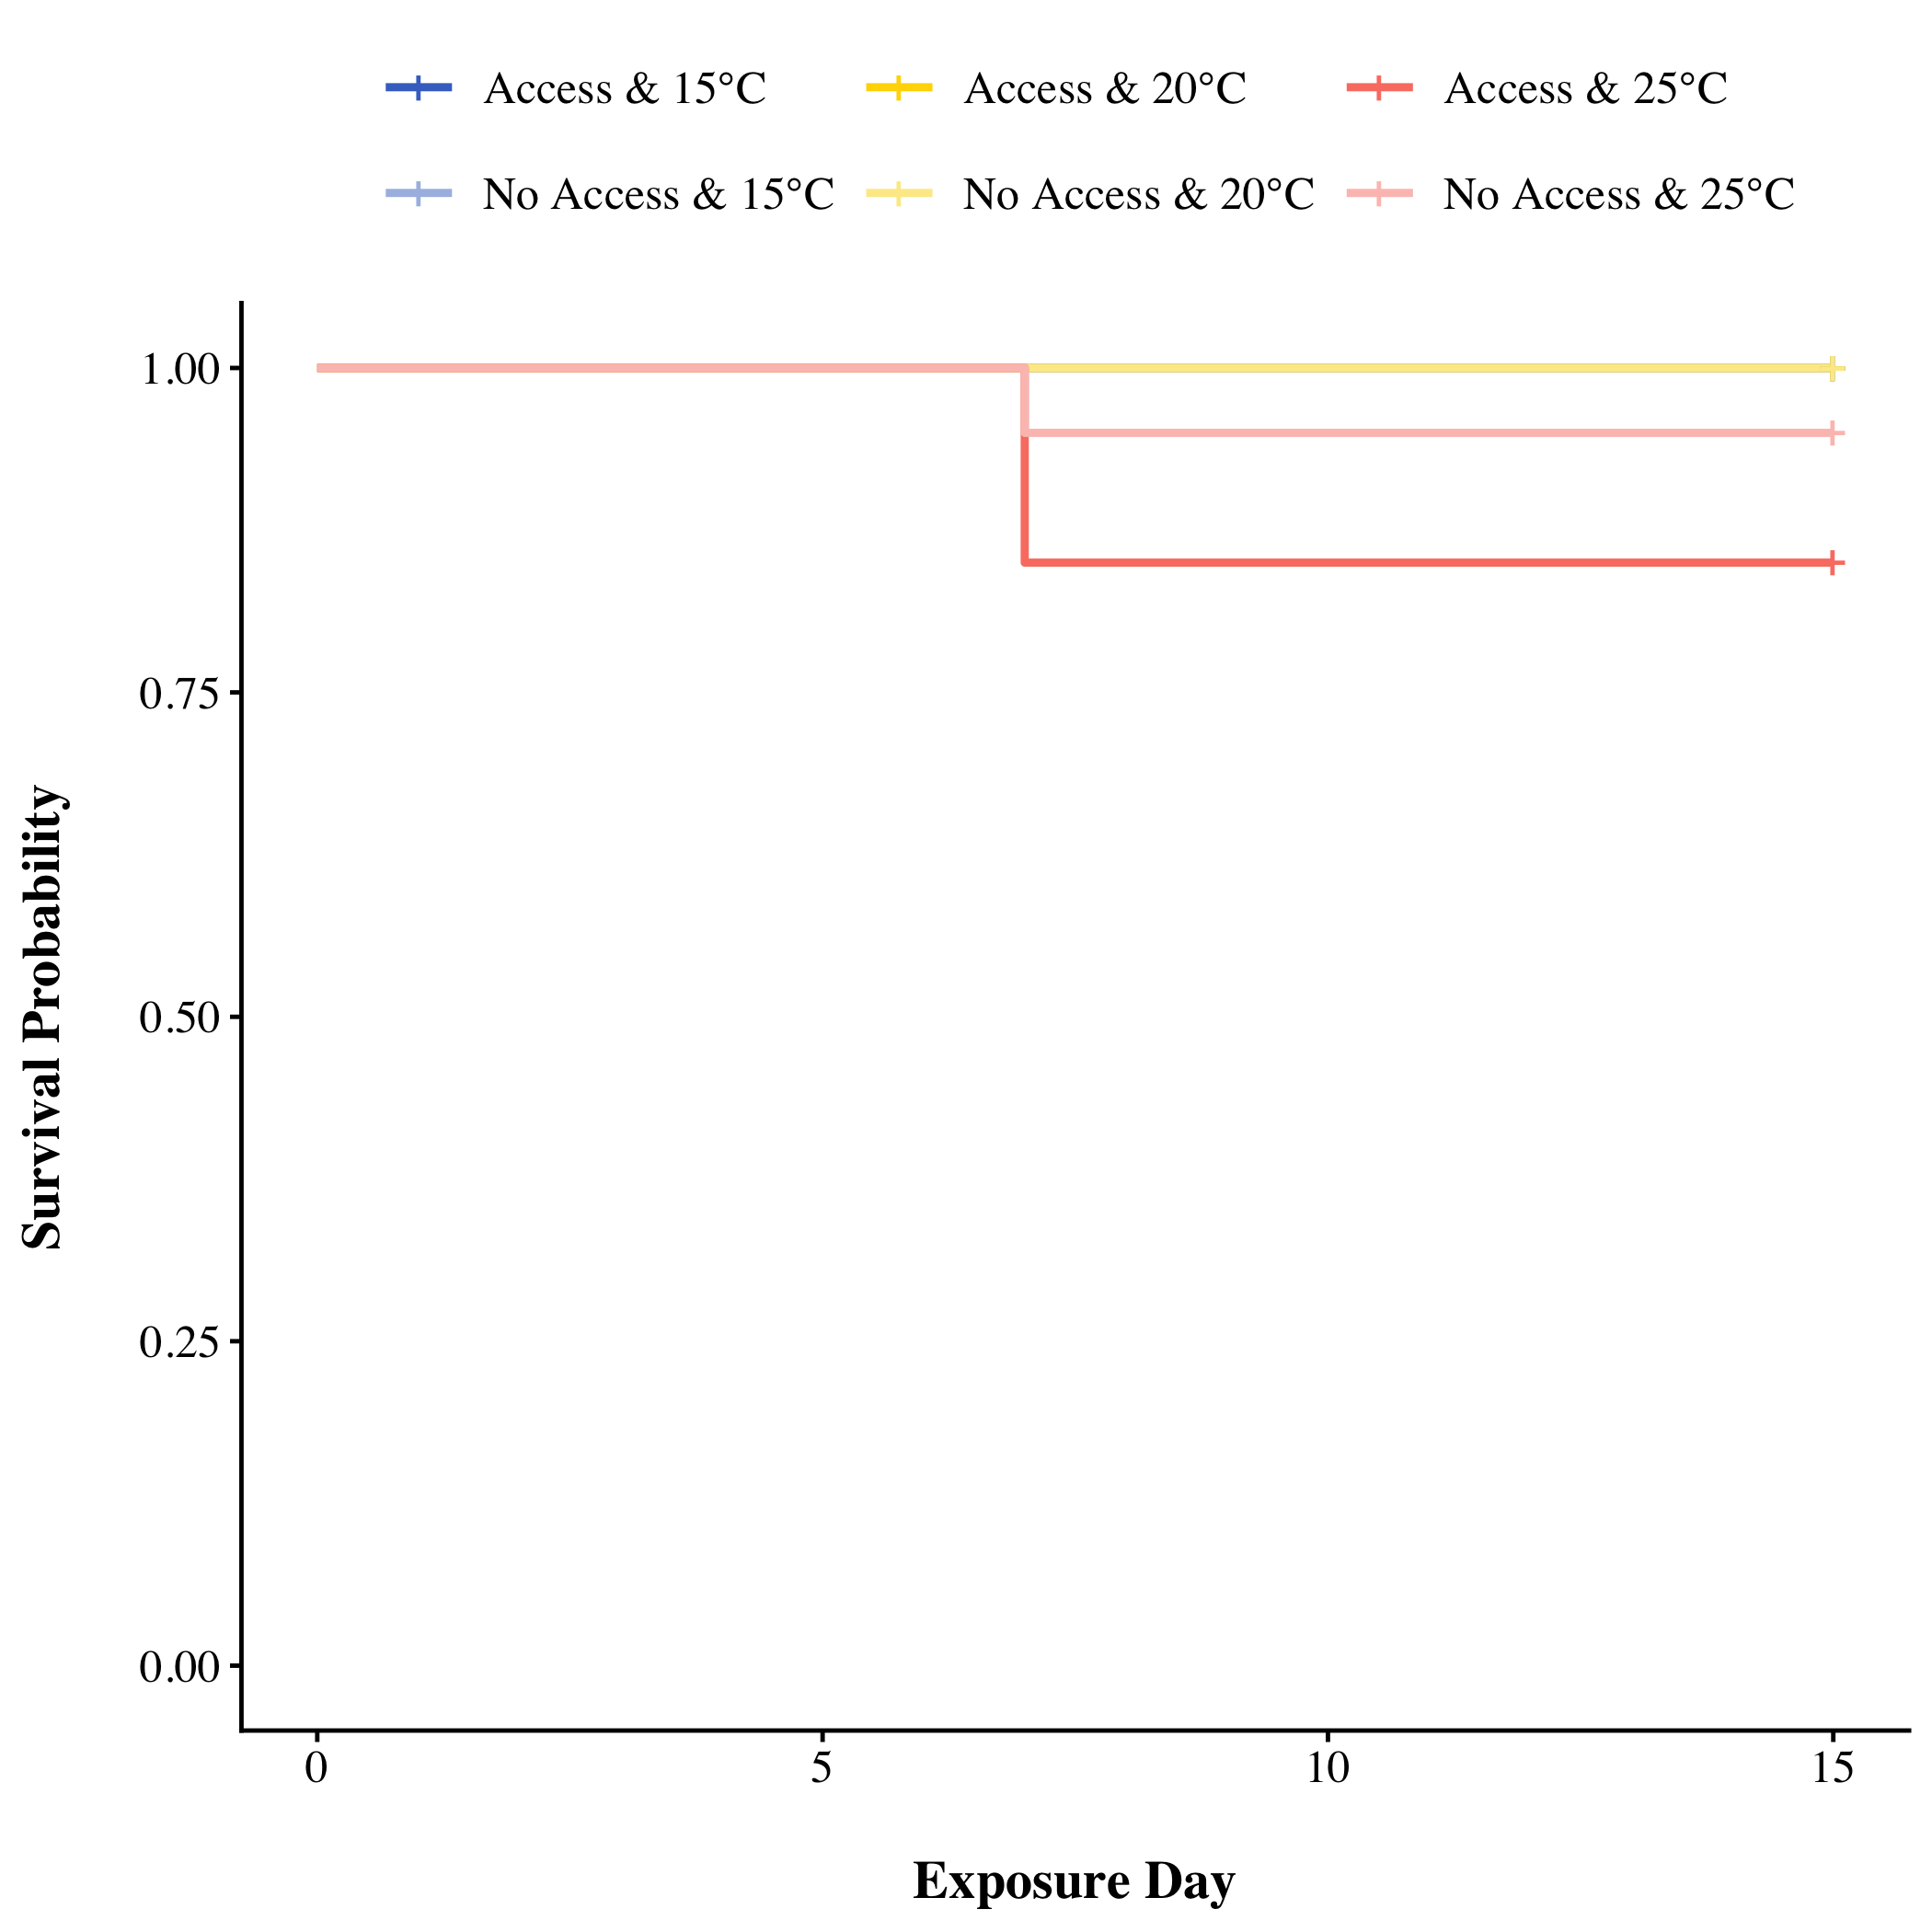 Access & 15°C
Access & 20°C
Access & 25°C
No Access & 15°C
No Access & 20°C
No Access & 25°C
Survival Probability
1.00
0.75
0.50
0.25
0.00
0
5
10
15
Exposure Day